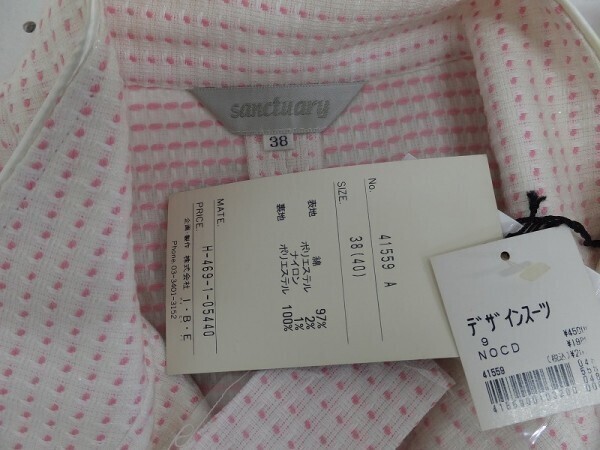 sanctuary
38
No. 41559 A
SIZE. 38(40)
表地 綿 97%
ポリエステル 2%
ナイロン 1%
裏地 ポリエステル 100%
MATE.
PRICE. H-469-1-05440
企画・製作 株式会社 J・B・E
Phone.03-3401-3152
デザインスーツ
9
NOCD
41559
(税込)